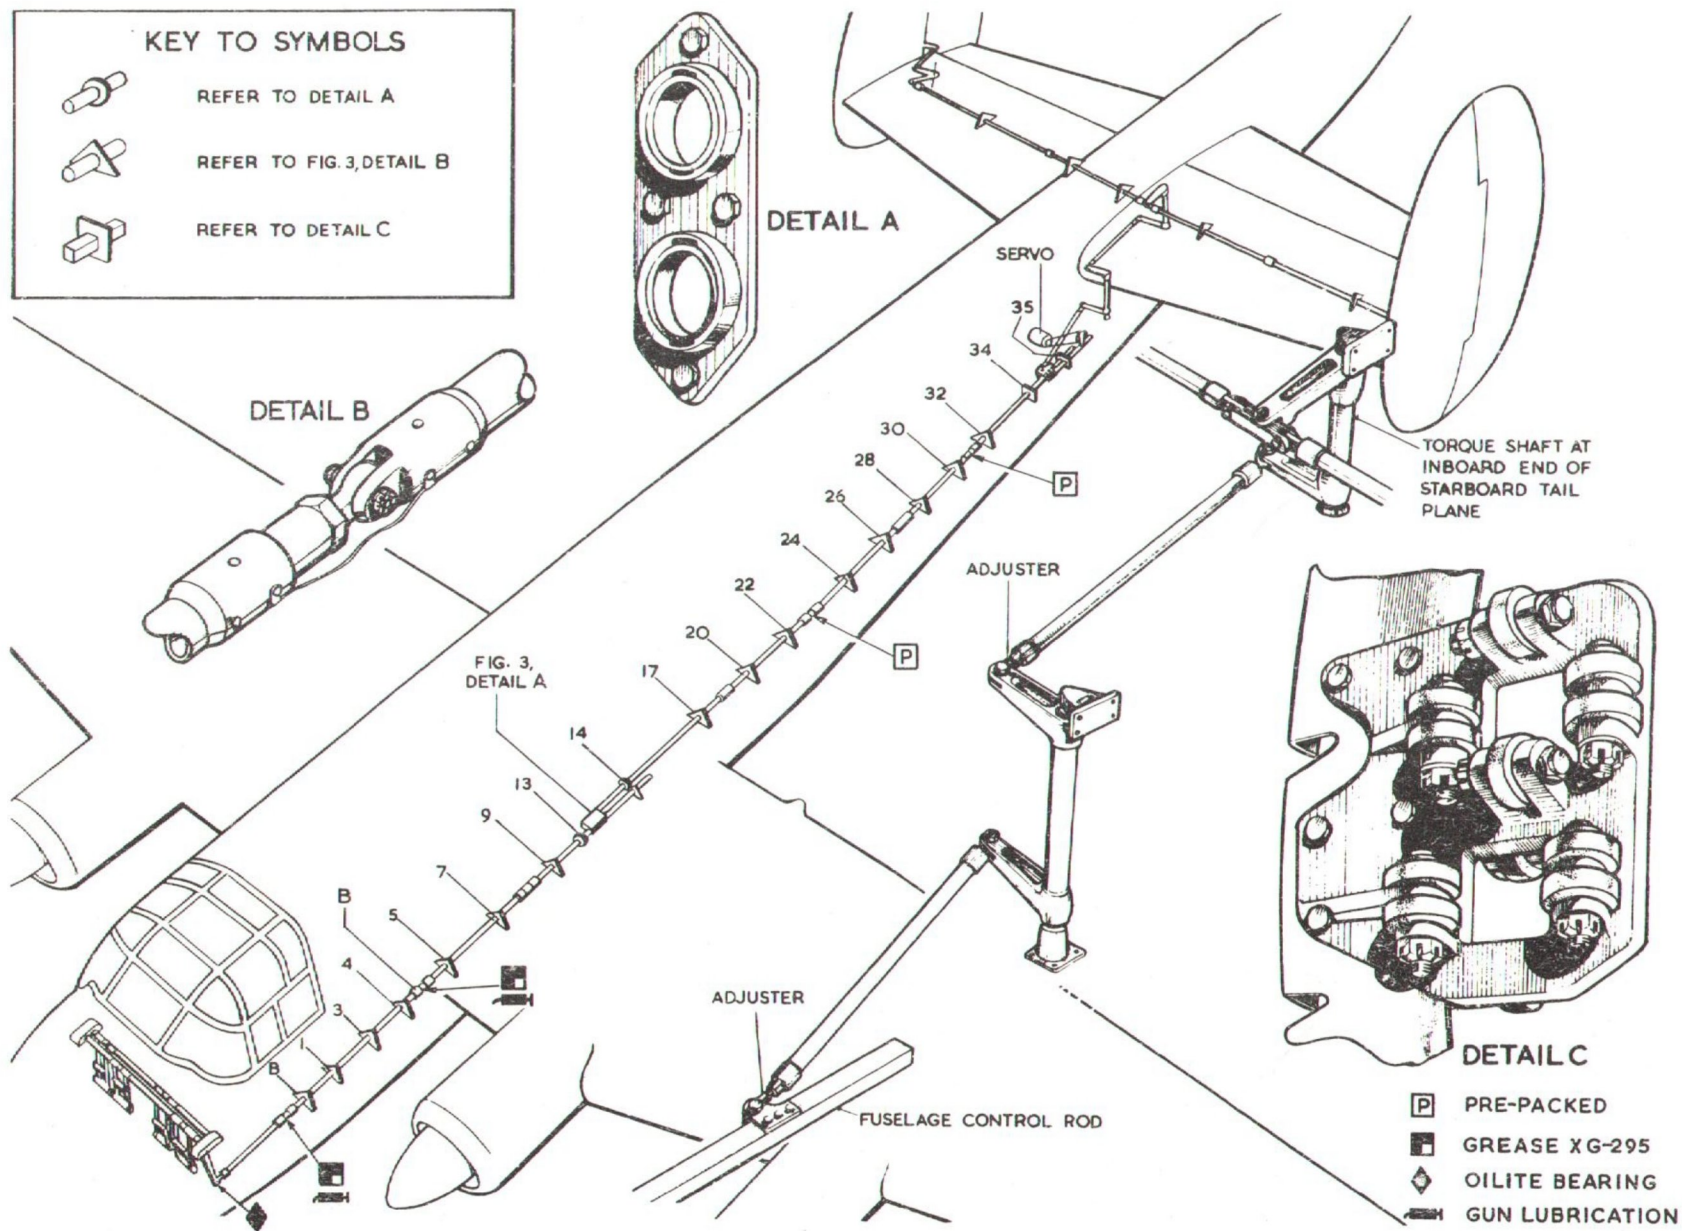 KEY TO SYMBOLS
REFER TO DETAIL A
REFER TO FIG. 3, DETAIL B
REFER TO DETAIL C
DETAIL A
DETAIL B
SERVO
35
34
32
30
28
26
24
22
20
17
FIG. 3,
DETAIL A
14
13
9
7
B
5
4
3
1
B
P
P
TORQUE SHAFT AT
INBOARD END OF
STARBOARD TAIL
PLANE
ADJUSTER
ADJUSTER
FUSELAGE CONTROL ROD
DETAIL C
P PRE-PACKED
GREASE XG-295
OILITE BEARING
GUN LUBRICATION